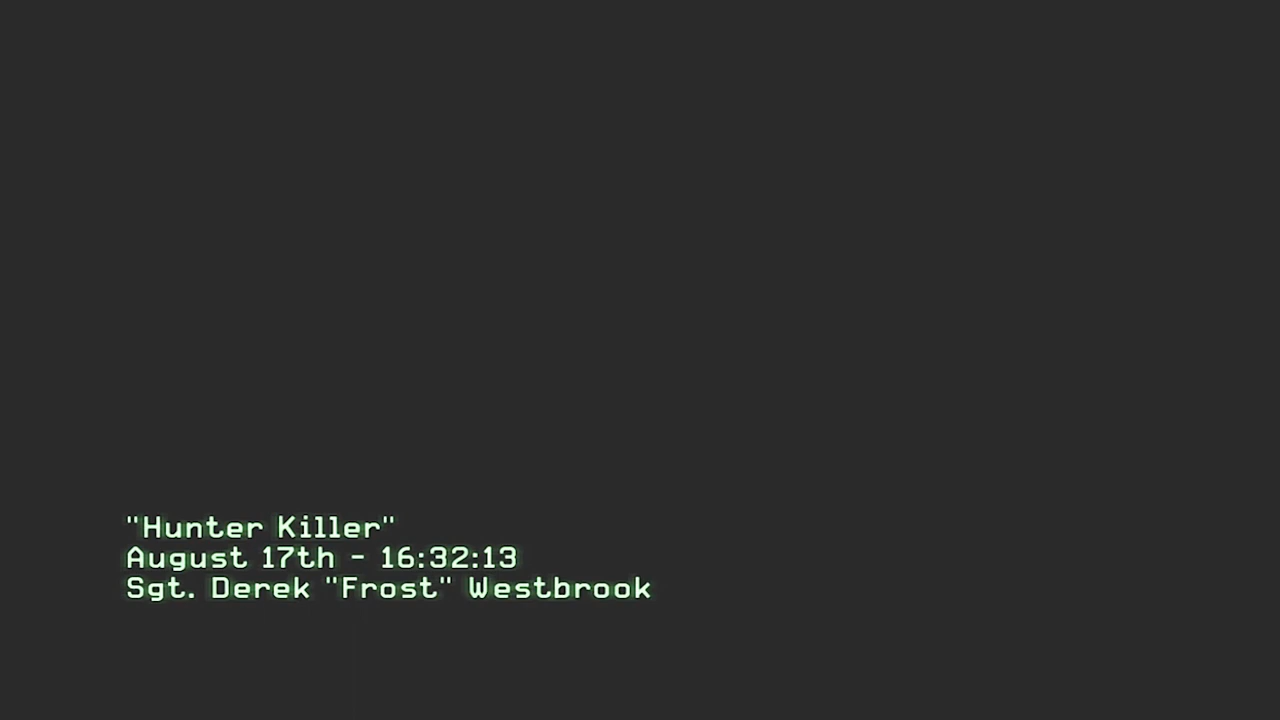 "Hunter Killer"
August 17th - 16:32:13
Sgt. Derek "Frost" Westbrook